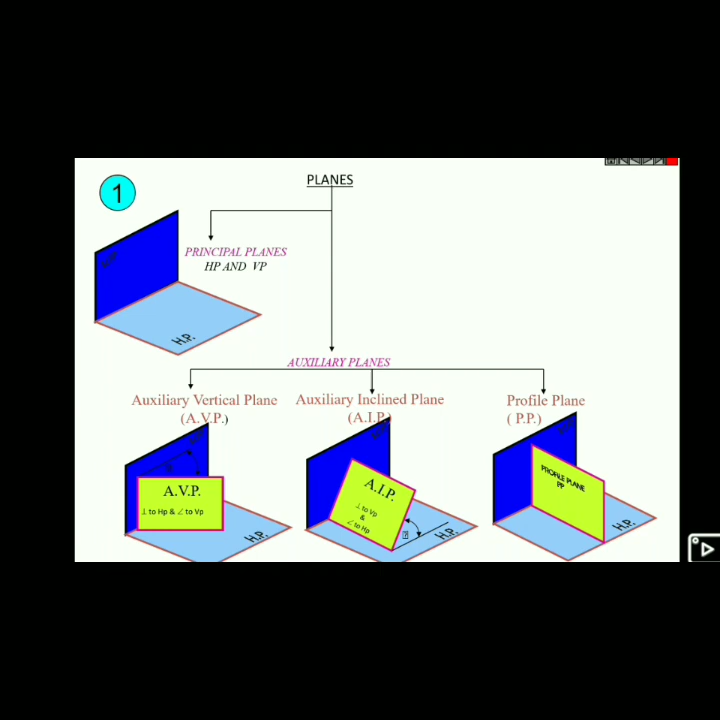 1
PLANES
PRINCIPAL PLANES
HP AND VP
H.P.
AUXILIARY PLANES
Auxiliary Vertical Plane
(A.V.P.)
A.V.P.
⊥ to Hp & ∠ to Vp
H.P.
Auxiliary Inclined Plane
(A.I.P.)
A.I.P.
⊥ to Vp
&
∠ to Hp
H.P.
Profile Plane
( P.P.)
PROFILE PLANE
PP
H.P.